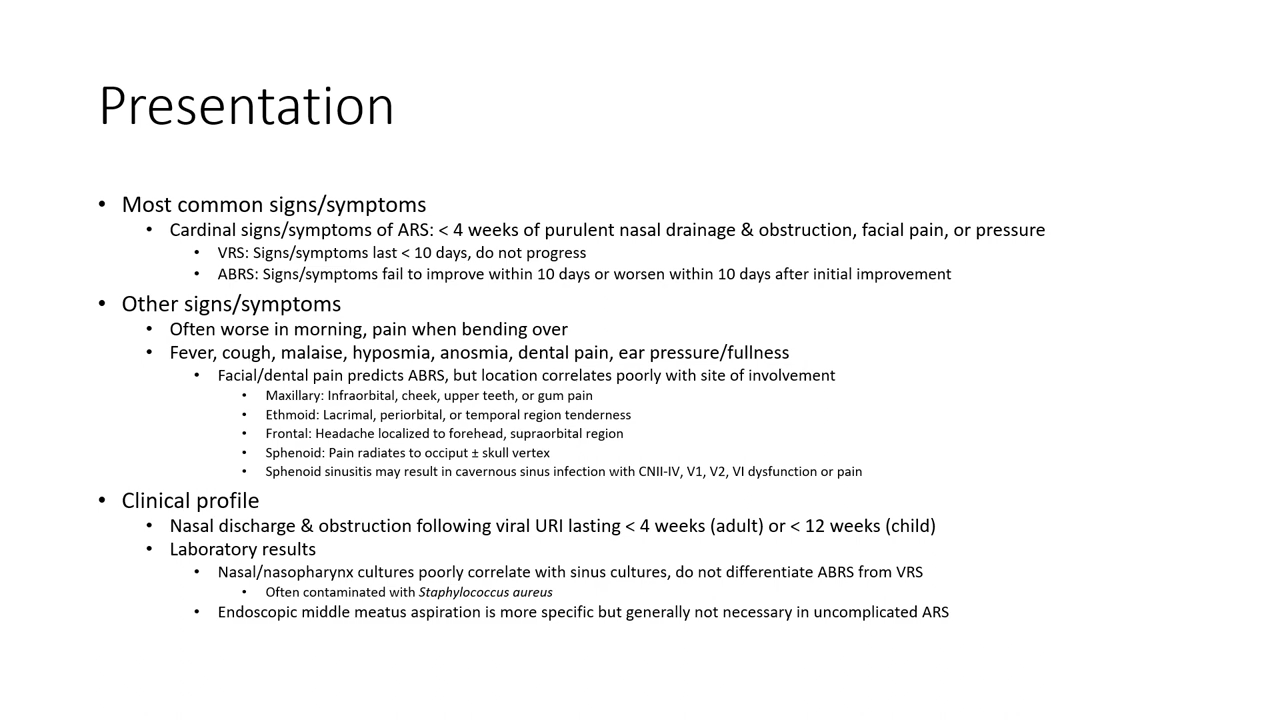 Presentation
• Most common signs/symptoms
• Cardinal signs/symptoms of ARS: < 4 weeks of purulent nasal drainage & obstruction, facial pain, or pressure
• VRS: Signs/symptoms last < 10 days, do not progress
• ABRS: Signs/symptoms fail to improve within 10 days or worsen within 10 days after initial improvement
• Other signs/symptoms
• Often worse in morning, pain when bending over
• Fever, cough, malaise, hyposmia, anosmia, dental pain, ear pressure/fullness
• Facial/dental pain predicts ABRS, but location correlates poorly with site of involvement
• Maxillary: Infraorbital, cheek, upper teeth, or gum pain
• Ethmoid: Lacrimal, periorbital, or temporal region tenderness
• Frontal: Headache localized to forehead, supraorbital region
• Sphenoid: Pain radiates to occiput ± skull vertex
• Sphenoid sinusitis may result in cavernous sinus infection with CNII-IV, V1, V2, VI dysfunction or pain
• Clinical profile
• Nasal discharge & obstruction following viral URI lasting < 4 weeks (adult) or < 12 weeks (child)
• Laboratory results
• Nasal/nasopharynx cultures poorly correlate with sinus cultures, do not differentiate ABRS from VRS
• Often contaminated with Staphylococcus aureus
• Endoscopic middle meatus aspiration is more specific but generally not necessary in uncomplicated ARS